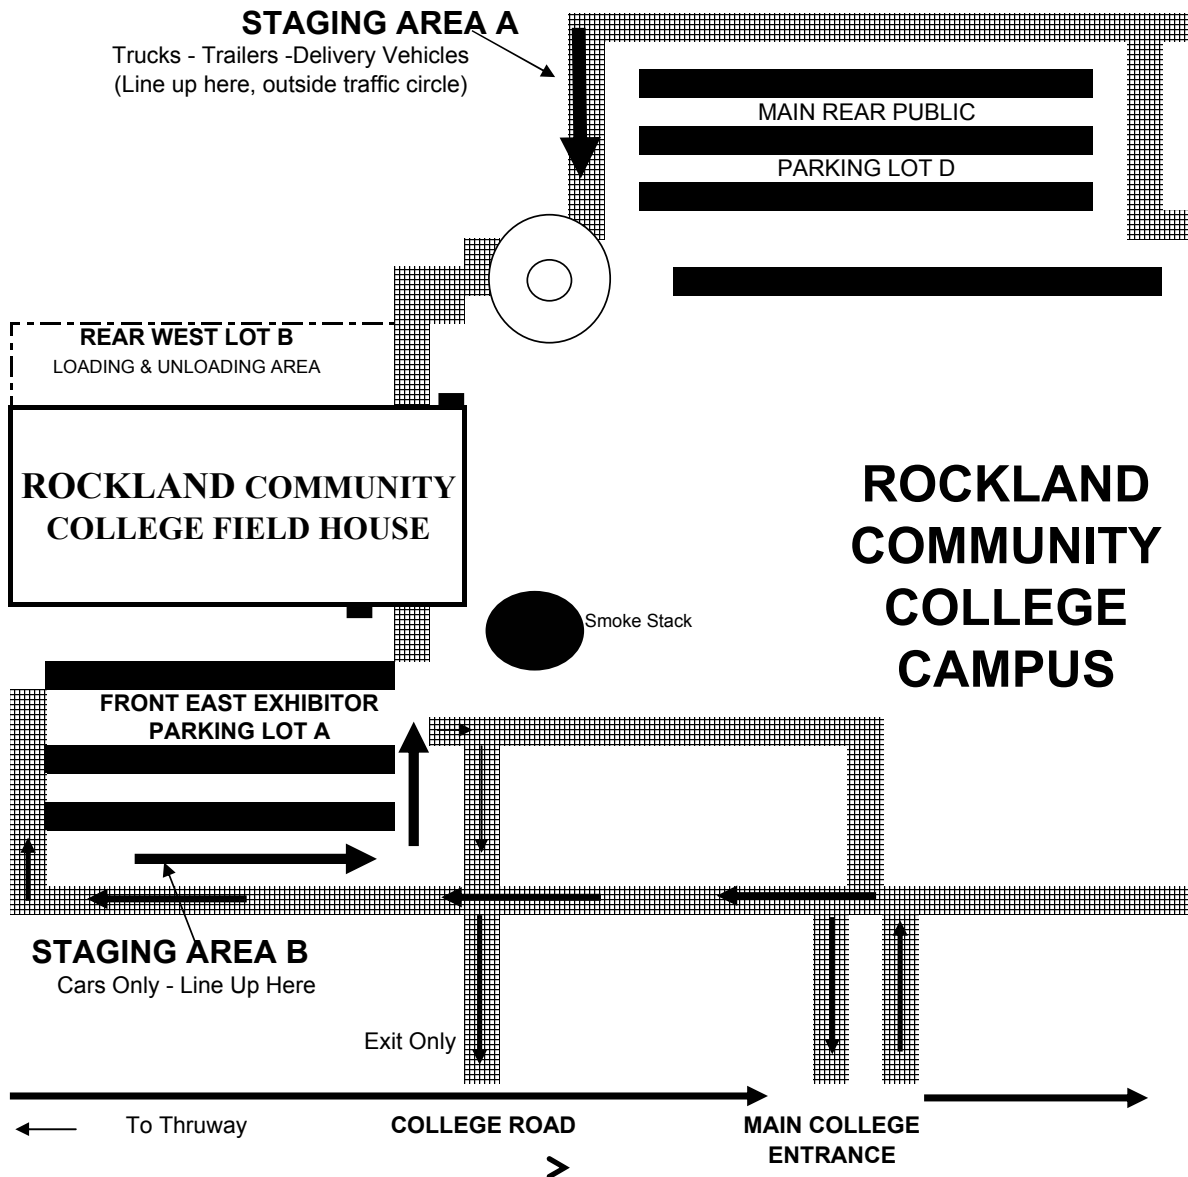 STAGING AREA A
Trucks - Trailers -Delivery Vehicles
(Line up here, outside traffic circle)
MAIN REAR PUBLIC
PARKING LOT D
REAR WEST LOT B
LOADING & UNLOADING AREA
ROCKLAND COMMUNITY
COLLEGE FIELD HOUSE
ROCKLAND
COMMUNITY
COLLEGE
CAMPUS
Smoke Stack
FRONT EAST EXHIBITOR
PARKING LOT A
STAGING AREA B
Cars Only - Line Up Here
Exit Only
To Thruway
COLLEGE ROAD
MAIN COLLEGE
ENTRANCE